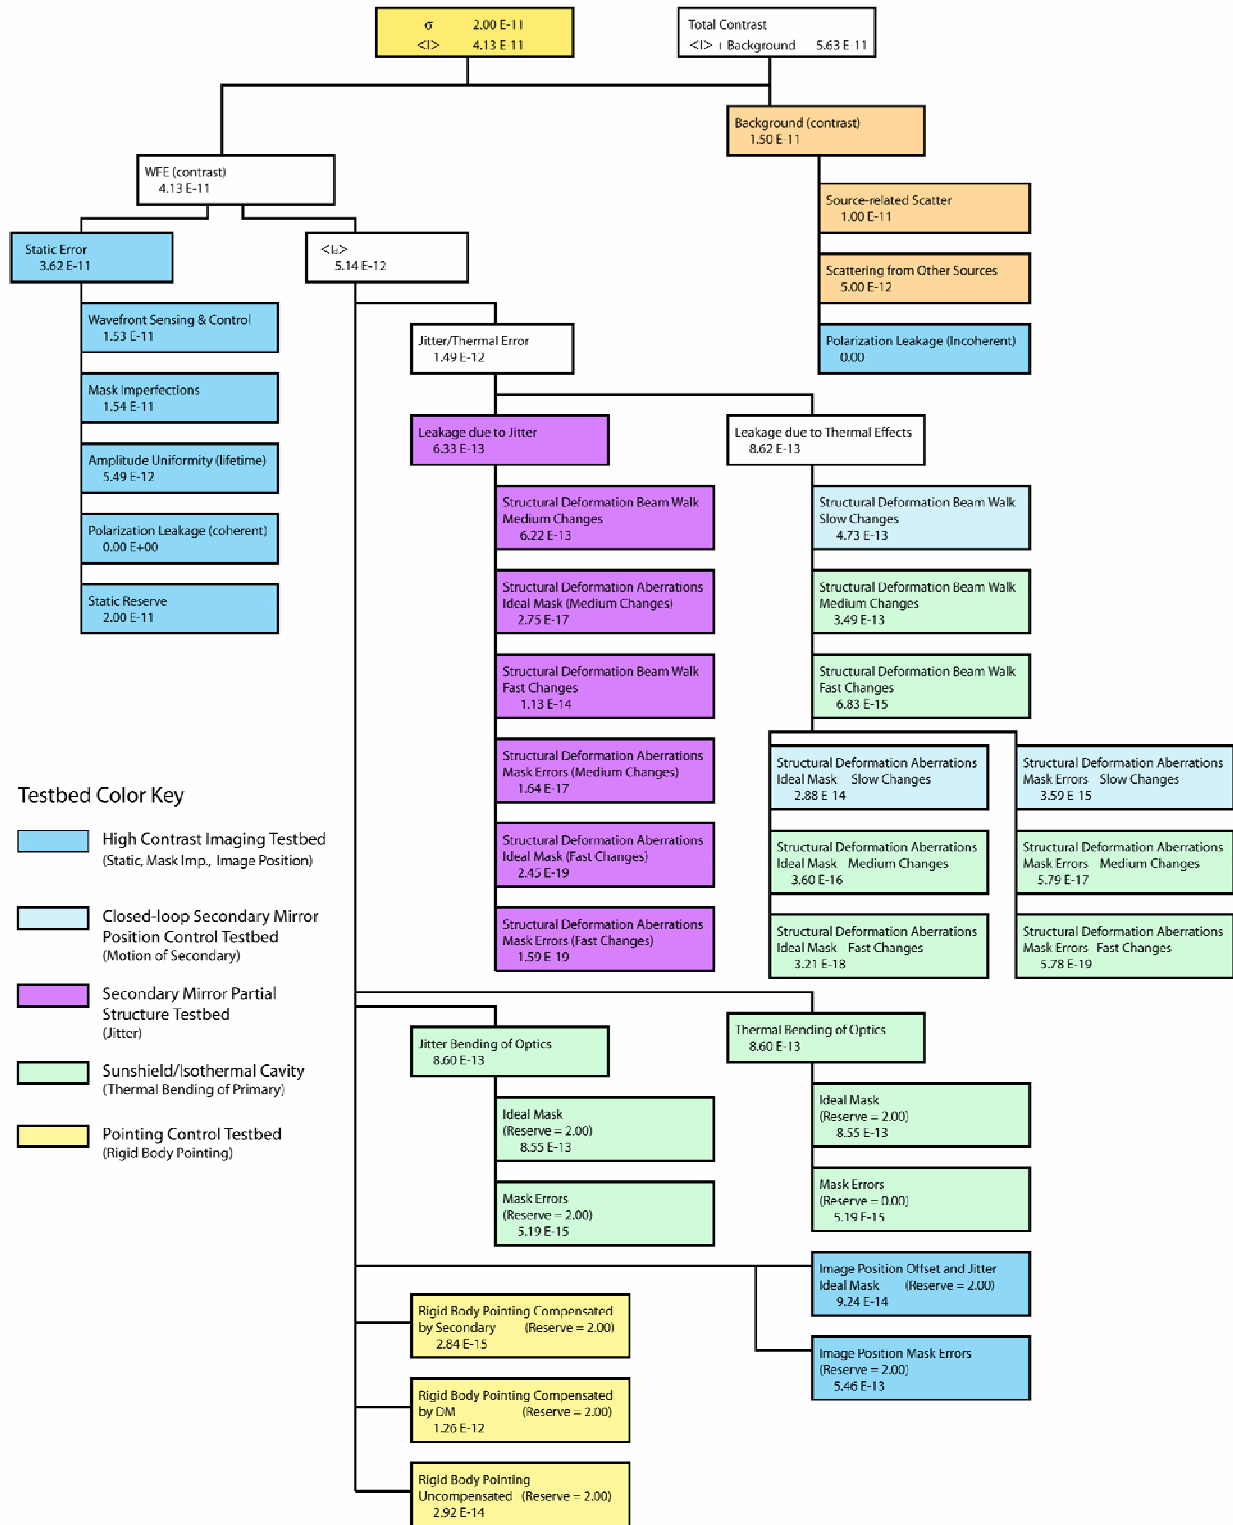 σ 2.00 E-11
<I> 4.13 E-11
Total Contrast
<I> + Background 5.63 E-11
Background (contrast)
1.50 E-11
WFE (contrast)
4.13 E-11
Source-related Scatter
1.00 E-11
Static Error
3.62 E-11
5.14 E-12
Scattering from Other Sources
5.00 E-12
Wavefront Sensing & Control
1.53 E-11
Jitter/Thermal Error
1.49 E-12
Polarization Leakage (Incoherent)
0.00
Mask Imperfections
1.54 E-11
Leakage due to Jitter
6.33 E-13
Leakage due to Thermal Effects
8.62 E-13
Amplitude Uniformity (lifetime)
5.49 E-12
Structural Deformation Beam Walk
Medium Changes
6.22 E-13
Structural Deformation Beam Walk
Slow Changes
4.73 E-13
Polarization Leakage (coherent)
0.00 E+00
Structural Deformation Aberrations
Ideal Mask (Medium Changes)
2.75 E-17
Structural Deformation Beam Walk
Medium Changes
3.49 E-13
Static Reserve
2.00 E-11
Structural Deformation Beam Walk
Fast Changes
1.13 E-14
Structural Deformation Beam Walk
Fast Changes
6.83 E-15
Structural Deformation Aberrations
Mask Errors (Medium Changes)
1.64 E-17
Structural Deformation Aberrations
Ideal Mask Slow Changes
2.88 E-14
Structural Deformation Aberrations
Mask Errors Slow Changes
3.59 E-15
Structural Deformation Aberrations
Ideal Mask (Fast Changes)
2.45 E-19
Structural Deformation Aberrations
Ideal Mask Medium Changes
3.60 E-16
Structural Deformation Aberrations
Mask Errors Medium Changes
5.79 E-17
Structural Deformation Aberrations
Mask Errors (Fast Changes)
1.59 E-19
Structural Deformation Aberrations
Ideal Mask Fast Changes
3.21 E-18
Structural Deformation Aberrations
Mask Errors Fast Changes
5.78 E-19
Testbed Color Key
High Contrast Imaging Testbed
(Static, Mask Imp., Image Position)
Closed-loop Secondary Mirror
Position Control Testbed
(Motion of Secondary)
Secondary Mirror Partial
Structure Testbed
(Jitter)
Sunshield/Isothermal Cavity
(Thermal Bending of Primary)
Pointing Control Testbed
(Rigid Body Pointing)
Jitter Bending of Optics
8.60 E-13
Thermal Bending of Optics
8.60 E-13
Ideal Mask
(Reserve = 2.00)
8.55 E-13
Ideal Mask
(Reserve = 2.00)
8.55 E-13
Mask Errors
(Reserve = 2.00)
5.19 E-15
Mask Errors
(Reserve = 0.00)
5.19 E-15
Image Position Offset and Jitter
Ideal Mask (Reserve = 2.00)
9.24 E-14
Rigid Body Pointing Compensated
by Secondary (Reserve = 2.00)
2.84 E-15
Image Position Mask Errors
(Reserve = 2.00)
5.46 E-13
Rigid Body Pointing Compensated
by DM (Reserve = 2.00)
1.26 E-12
Rigid Body Pointing
Uncompensated (Reserve = 2.00)
2.92 E-14